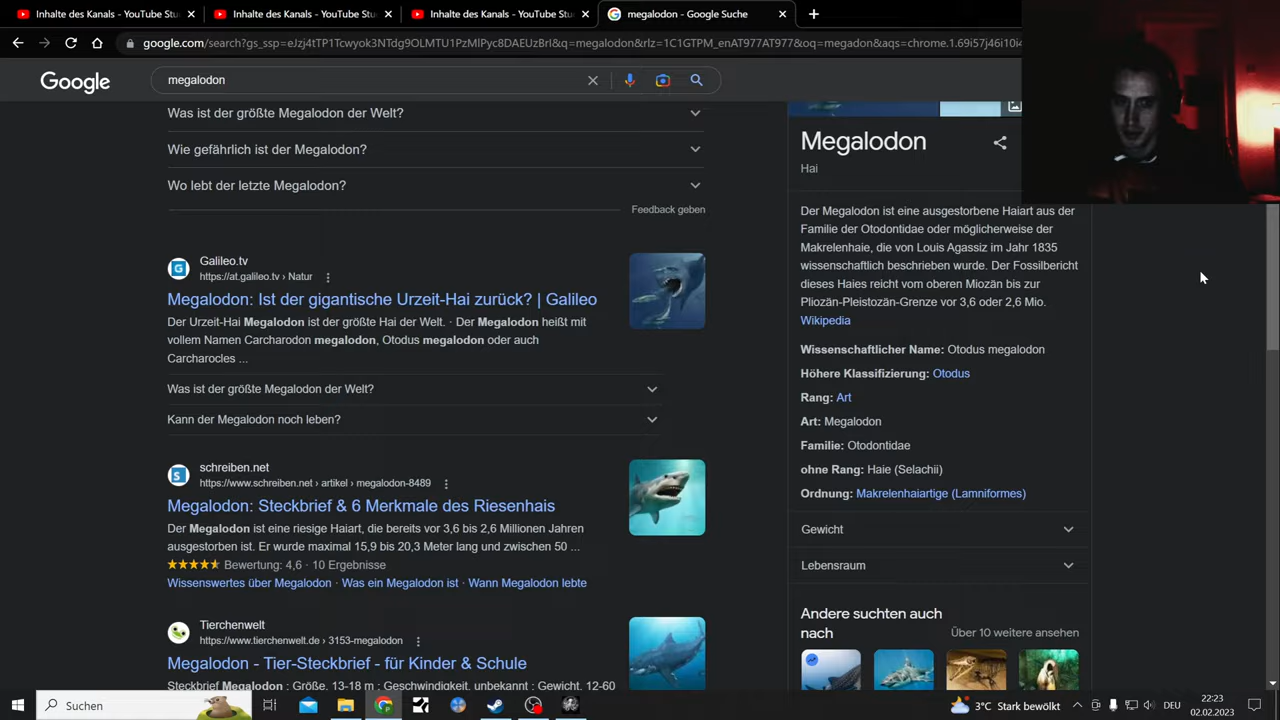 Inhalte des Kanals - YouTube Stu
Inhalte des Kanals - YouTube Stu
Inhalte des Kanals - YouTube Stu
megalodon - Google Suche
google.com/search?gs_ssp=eJzj4tTP1Tcwyok3NTdg9OLMTU1PzMlPyc8DAEUzBrI&q=megalodon&rlz=1C1GTPM_enAT977AT977&oq=megadon&aqs=chrome.1.69i57j46i10i4
Google
megalodon
Was ist der größte Megalodon der Welt?
Wie gefährlich ist der Megalodon?
Wo lebt der letzte Megalodon?
Feedback geben
Galileo.tv
https://at.galileo.tv › Natur
Megalodon: Ist der gigantische Urzeit-Hai zurück? | Galileo
Der Urzeit-Hai Megalodon ist der größte Hai der Welt. · Der Megalodon heißt mit
vollem Namen Carcharodon megalodon, Otodus megalodon oder auch
Carcharocles ...
Was ist der größte Megalodon der Welt?
Kann der Megalodon noch leben?
schreiben.net
https://www.schreiben.net › artikel › megalodon-8489
Megalodon: Steckbrief & 6 Merkmale des Riesenhais
Der Megalodon ist eine riesige Haiart, die bereits vor 3,6 bis 2,6 Millionen Jahren
ausgestorben ist. Er wurde maximal 15,9 bis 20,3 Meter lang und zwischen 50 ...
Bewertung: 4,6 · 10 Ergebnisse
Wissenswertes über Megalodon · Was ein Megalodon ist · Wann Megalodon lebte
Tierchenwelt
https://www.tierchenwelt.de › 3153-megalodon
Megalodon - Tier-Steckbrief - für Kinder & Schule
Steckbrief Megalodon : Größe, 13-18 m ; Geschwindigkeit, unbekannt ; Gewicht, 12-60
Megalodon
Hai
Der Megalodon ist eine ausgestorbene Haiart aus der
Familie der Otodontidae oder möglicherweise der
Makrelenhaie, die von Louis Agassiz im Jahr 1835
wissenschaftlich beschrieben wurde. Der Fossilbericht
dieses Haies reicht vom oberen Miozän bis zur
Pliozän-Pleistozän-Grenze vor 3,6 oder 2,6 Mio.
Wikipedia
Wissenschaftlicher Name: Otodus megalodon
Höhere Klassifizierung: Otodus
Rang: Art
Art: Megalodon
Familie: Otodontidae
ohne Rang: Haie (Selachii)
Ordnung: Makrelenhaiartige (Lamniformes)
Gewicht
Lebensraum
Andere suchten auch
nach
Über 10 weitere ansehen
Suchen
3°C Stark bewölkt
DEU
22:23
02.02.2023